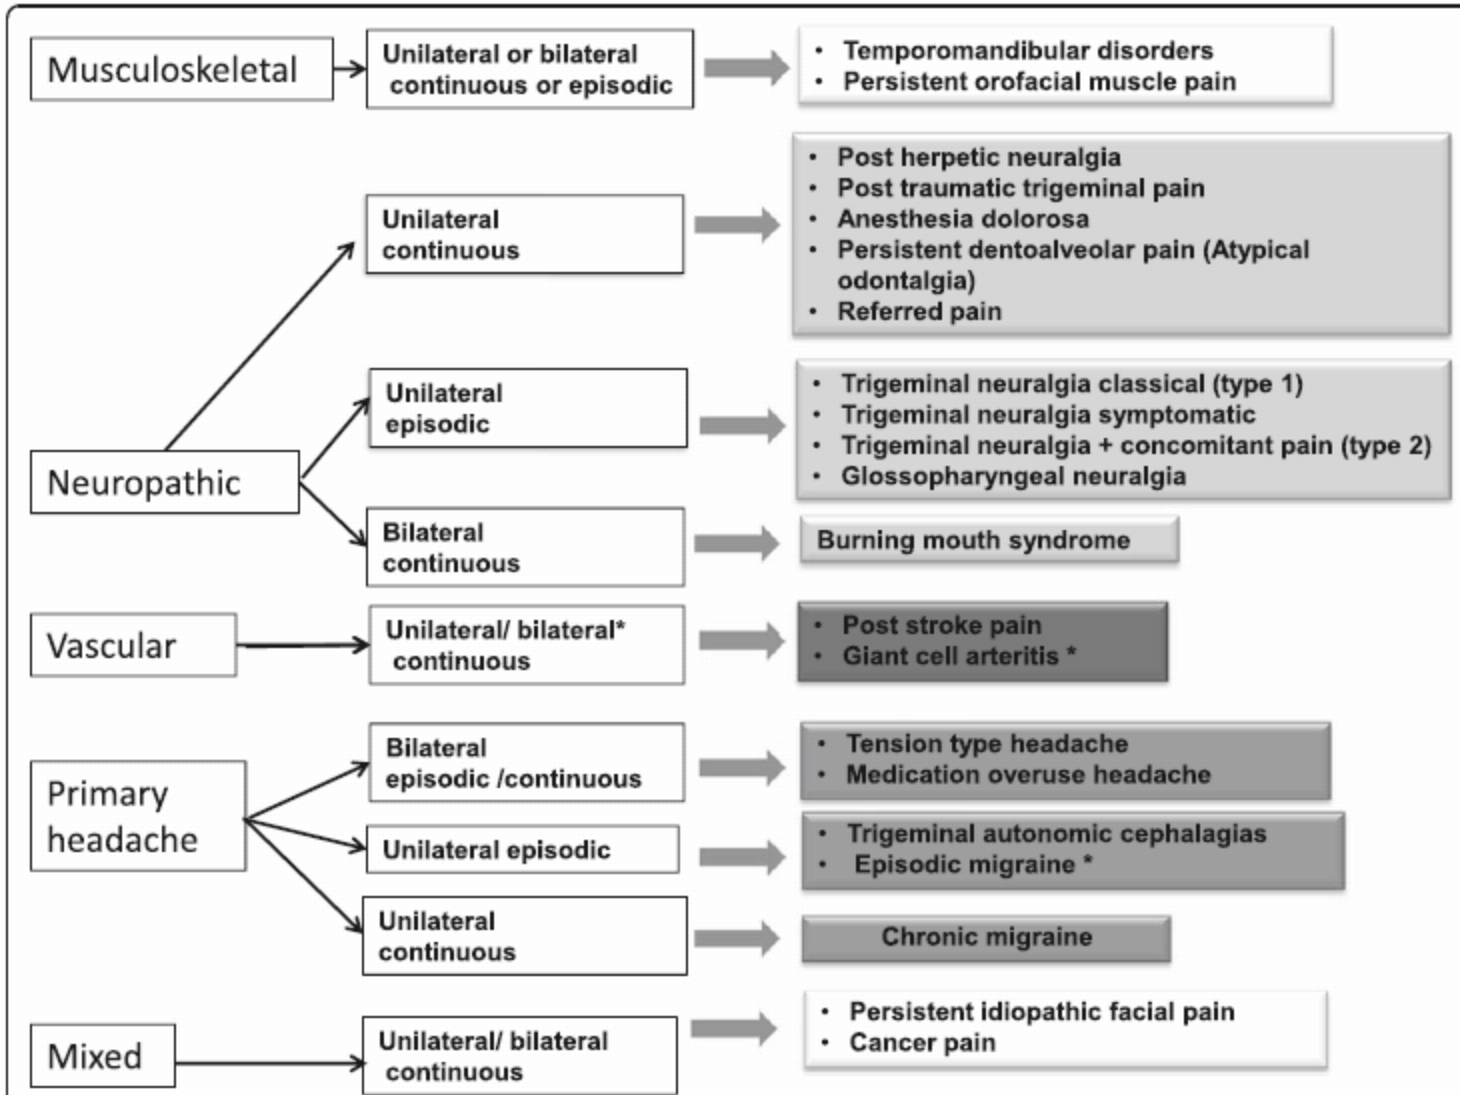 Musculoskeletal
Unilateral or bilateral
continuous or episodic
• Temporomandibular disorders
• Persistent orofacial muscle pain
Neuropathic
Unilateral
continuous
• Post herpetic neuralgia
• Post traumatic trigeminal pain
• Anesthesia dolorosa
• Persistent dentoalveolar pain (Atypical
odontalgia)
• Referred pain
Unilateral
episodic
• Trigeminal neuralgia classical (type 1)
• Trigeminal neuralgia symptomatic
• Trigeminal neuralgia + concomitant pain (type 2)
• Glossopharyngeal neuralgia
Bilateral
continuous
Burning mouth syndrome
Vascular
Unilateral/ bilateral*
continuous
• Post stroke pain
• Giant cell arteritis *
Primary
headache
Bilateral
episodic /continuous
• Tension type headache
• Medication overuse headache
Unilateral episodic
• Trigeminal autonomic cephalagias
• Episodic migraine *
Unilateral
continuous
Chronic migraine
Mixed
Unilateral/ bilateral
continuous
• Persistent idiopathic facial pain
• Cancer pain